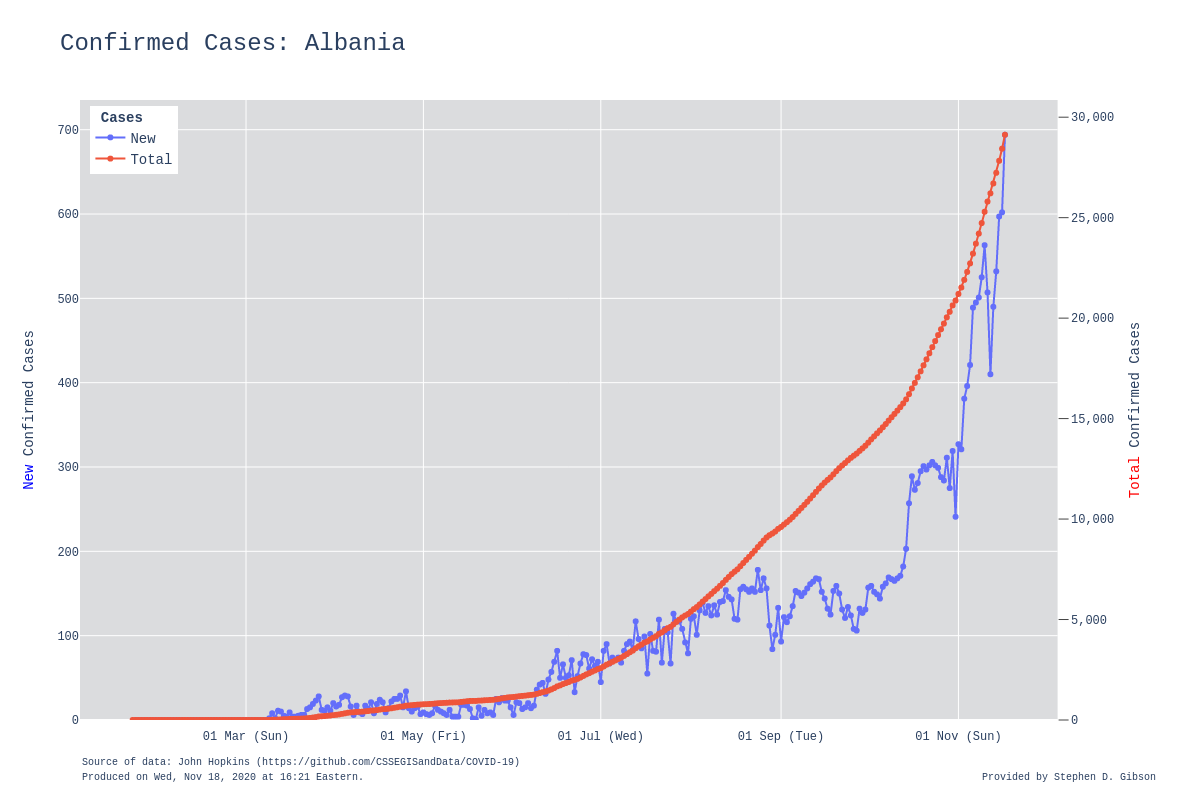 Confirmed Cases: Albania
Cases
New
Total
700
600
500
400
300
200
100
0
30,000
25,000
20,000
15,000
10,000
5,000
0
New Confirmed Cases
Total Confirmed Cases
01 Mar (Sun)
01 May (Fri)
01 Jul (Wed)
01 Sep (Tue)
01 Nov (Sun)
Source of data: John Hopkins (https://github.com/CSSEGISandData/COVID-19)
Produced on Wed, Nov 18, 2020 at 16:21 Eastern.
Provided by Stephen D. Gibson